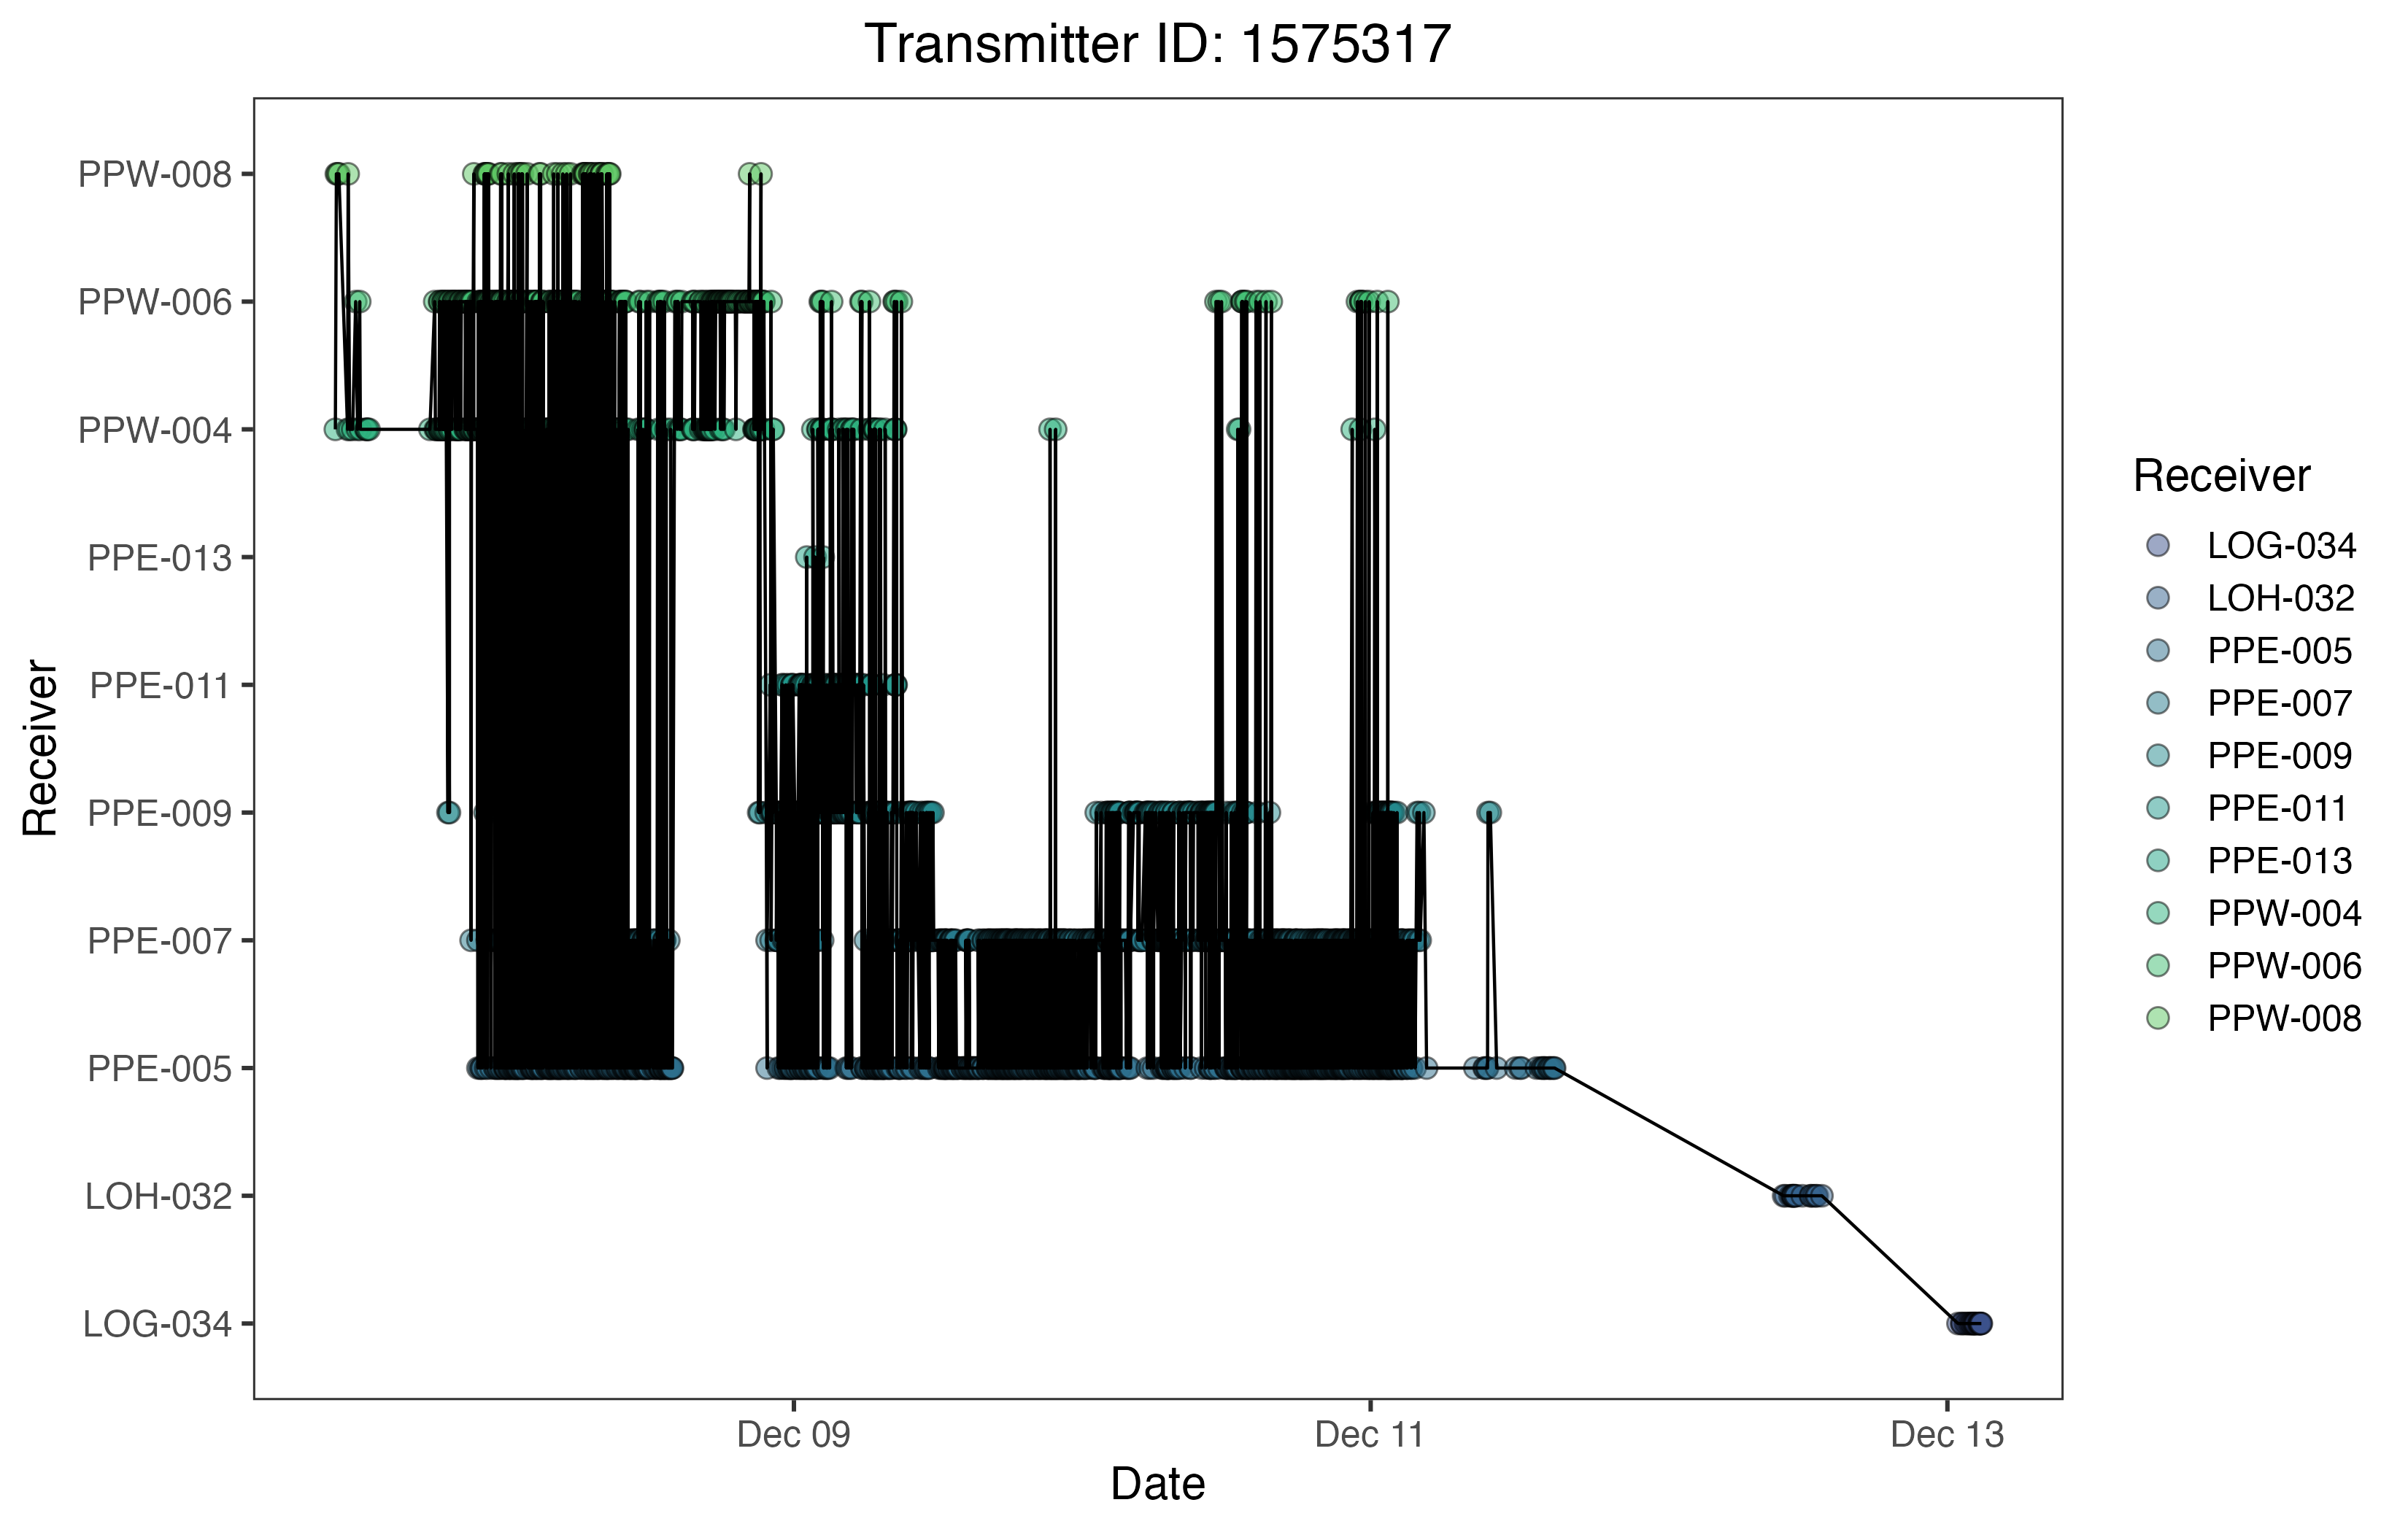 Transmitter ID: 1575317
Receiver
PPW-008
PPW-006
PPW-004
PPE-013
PPE-011
PPE-009
PPE-007
PPE-005
LOH-032
LOG-034
Dec 09
Dec 11
Dec 13
Date
Receiver
LOG-034
LOH-032
PPE-005
PPE-007
PPE-009
PPE-011
PPE-013
PPW-004
PPW-006
PPW-008